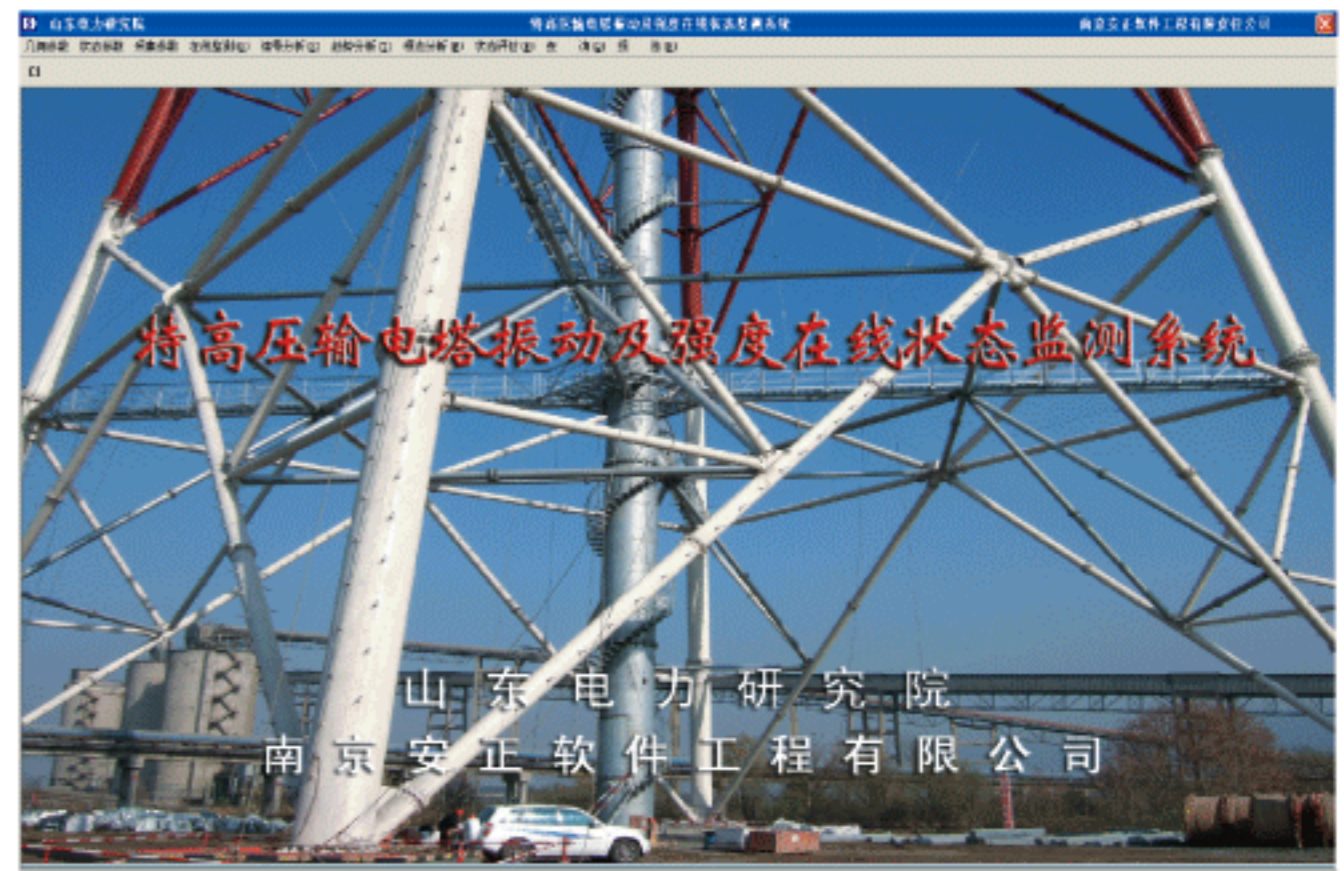 山东电力研究院 特高压输电塔振动及强度在线状态监测系统 南京安正软件工程有限责任公司
特高压输电塔振动及强度在线状态监测系统
山东电力研究院
南京安正软件工程有限公司